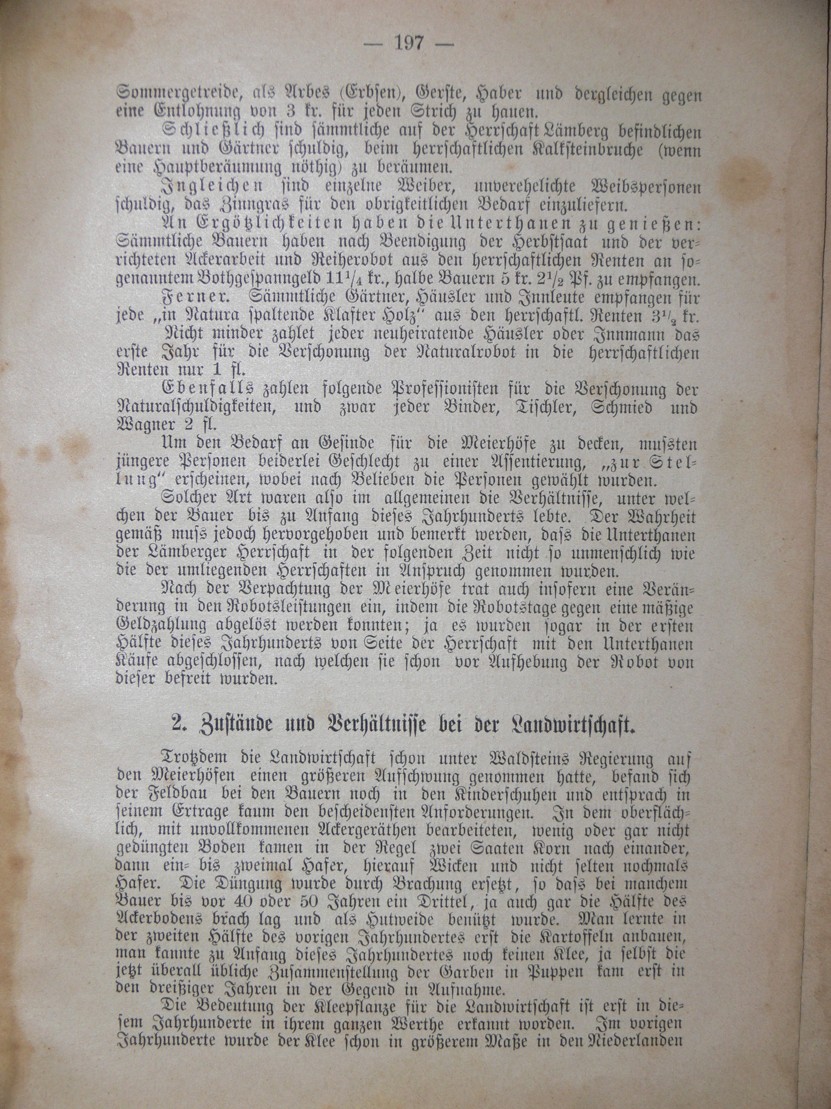 — 197 —
Sommergetreide, als Arbes (Erbsen), Gerste, Haber und dergleichen gegen
eine Entlohnung von 3 kr. für jeden Strich zu hauen.
Schließlich sind sämmtliche auf der Herrschaft Lämberg befindlichen
Bauern und Gärtner schuldig, beim herrschaftlichen Kalksteinbruche (wenn
eine Hauptberäumung nöthig) zu beräumen.
Ingleichen sind einzelne Weiber, unverehelichte Weibspersonen
schuldig, das Zinngras für den obrigkeitlichen Bedarf einzuliefern.
An Ergötzlichkeiten haben die Unterthanen zu genießen:
Sämmtliche Bauern haben nach Beendigung der Herbstsaat und der ver-
richteten Ackerarbeit und Reiherobot aus den herrschaftlichen Renten an so-
genanntem Bothgespanngeld 11¼ kr., halbe Bauern 5 kr. 2½ Pf. zu empfangen.
Ferner. Sämmtliche Gärtner, Häusler und Innleute empfangen für
jede „in Natura spaltende Klafter Holz" aus den herrschaftl. Renten 3½ kr.
Nicht minder zahlet jeder neuheiratende Häusler oder Innmann das
erste Jahr für die Verschonung der Naturalrobot in die herrschaftlichen
Renten nur 1 fl.
Ebenfalls zahlen folgende Professionisten für die Verschonung der
Naturalschuldigkeiten, und zwar jeder Binder, Tischler, Schmied und
Wagner 2 fl.
Um den Bedarf an Gesinde für die Meierhöfe zu decken, mussten
jüngere Personen beiderlei Geschlecht zu einer Assentierung, „zur Stel-
lung" erscheinen, wobei nach Belieben die Personen gewählt wurden.
Solcher Art waren also im allgemeinen die Verhältnisse, unter wel-
chen der Bauer bis zu Anfang dieses Jahrhunderts lebte. Der Wahrheit
gemäß muss jedoch hervorgehoben und bemerkt werden, dass die Unterthanen
der Lämberger Herrschaft in der folgenden Zeit nicht so unmenschlich wie
die der umliegenden Herrschaften in Anspruch genommen wurden.
Nach der Verpachtung der Meierhöfe trat auch insofern eine Verän-
derung in den Robotsleistungen ein, indem die Robotstage gegen eine mäßige
Geldzahlung abgelöst werden konnten; ja es wurden sogar in der ersten
Hälfte dieses Jahrhunderts von Seite der Herrschaft mit den Unterthanen
Käufe abgeschlossen, nach welchen sie schon vor Aufhebung der Robot von
dieser befreit wurden.
2. Zustände und Verhältnisse bei der Landwirtschaft.
Trotzdem die Landwirtschaft schon unter Waldsteins Regierung auf
den Meierhöfen einen größeren Aufschwung genommen hatte, befand sich
der Feldbau bei den Bauern noch in den Kinderschuhen und entsprach in
seinem Ertrage kaum den bescheidensten Anforderungen. In dem oberfläch-
lich, mit unvollkommenen Ackergeräthen bearbeiteten, wenig oder gar nicht
gedüngten Boden kamen in der Regel zwei Saaten Korn nach einander,
dann ein- bis zweimal Hafer, hierauf Wicken und nicht selten nochmals
Hafer. Die Düngung wurde durch Brachung ersetzt, so dass bei manchem
Bauer bis vor 40 oder 50 Jahren ein Drittel, ja auch gar die Hälfte des
Ackerbodens brach lag und als Hutweide benützt wurde. Man lernte in
der zweiten Hälfte des vorigen Jahrhundertes erst die Kartoffeln anbauen,
man kannte zu Anfang dieses Jahrhundertes noch keinen Klee, ja selbst die
jetzt überall übliche Zusammenstellung der Garben in Puppen kam erst in
den dreißiger Jahren in der Gegend in Aufnahme.
Die Bedeutung der Kleepflanze für die Landwirtschaft ist erst in die-
sem Jahrhunderte in ihrem ganzen Werthe erkannt worden. Im vorigen
Jahrhunderte wurde der Klee schon in größerem Maße in den Niederlanden